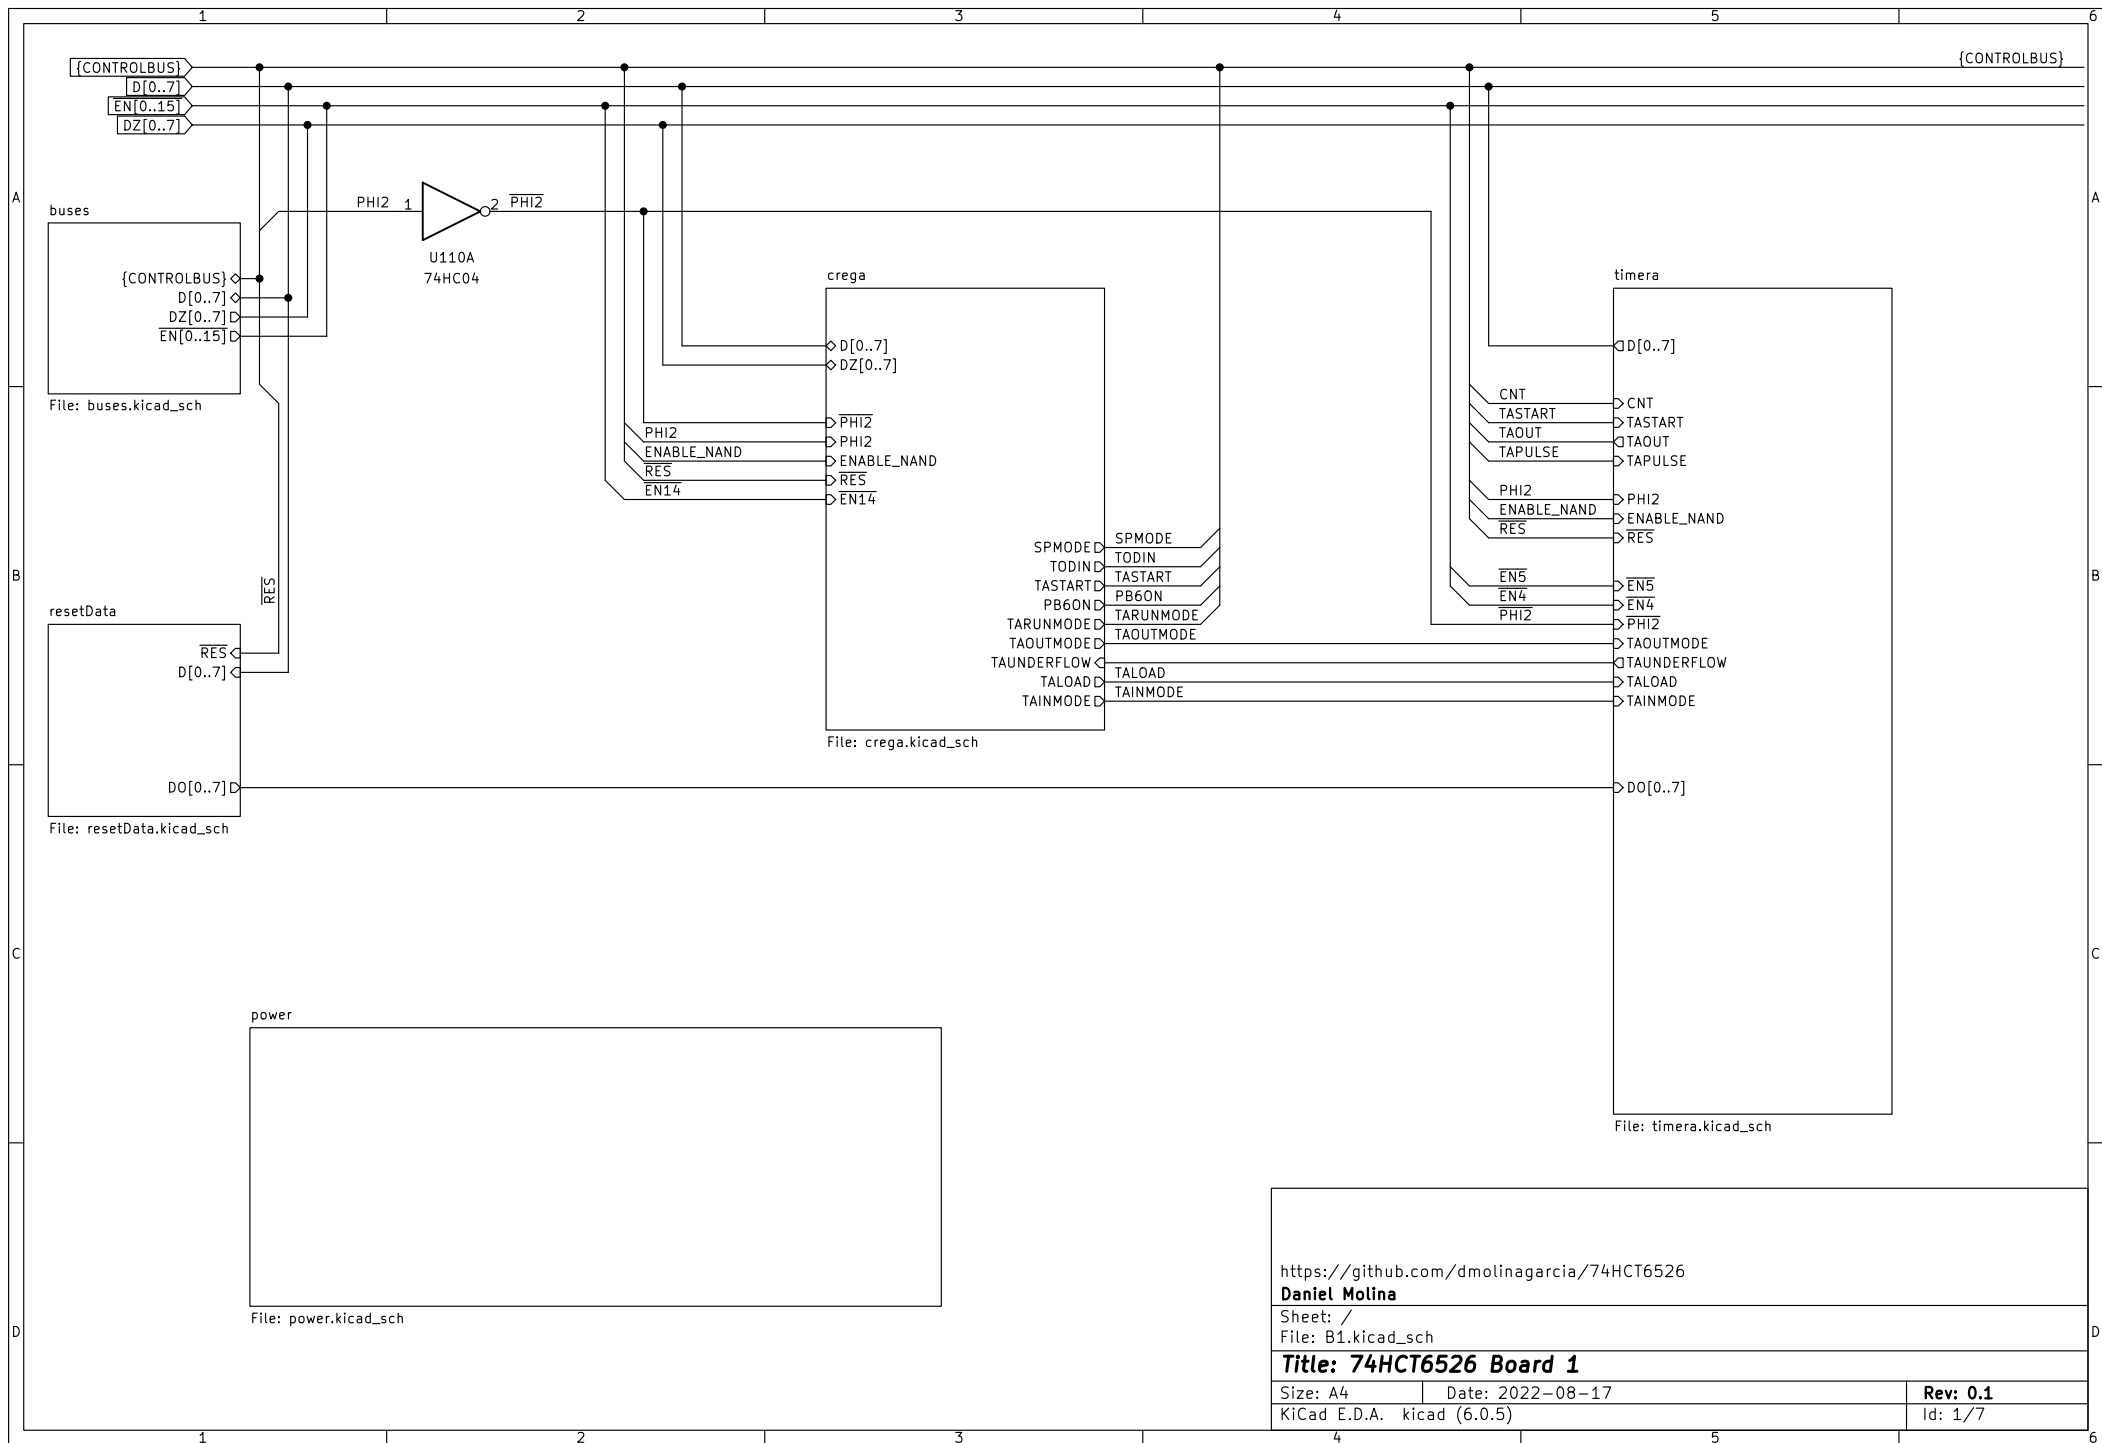 1 2 3 4 5 6
{CONTROLBUS} {CONTROLBUS}
D[0..7]
EN[0..15]
DZ[0..7]
A A
PHI2 1 2 PHI2
U110A
74HC04
buses
{CONTROLBUS}
D[0..7]
DZ[0..7]
EN[0..15]
File: buses.kicad_sch
RES
resetData
RES
D[0..7]
DO[0..7]
File: resetData.kicad_sch
crega
D[0..7]
DZ[0..7]
PHI2
PHI2 PHI2
ENABLE_NAND ENABLE_NAND
RES RES
EN14 EN14
SPMODE SPMODE
TODIN TODIN
TASTART TASTART
PB6ON PB6ON
TARUNMODE TARUNMODE
TAOUTMODE TAOUTMODE
TAUNDERFLOW
TALOAD TALOAD
TAINMODE TAINMODE
File: crega.kicad_sch
timera
D[0..7]
CNT CNT
TASTART TASTART
TAOUT TAOUT
TAPULSE TAPULSE
PHI2 PHI2
ENABLE_NAND ENABLE_NAND
RES RES
EN5 EN5
EN4 EN4
PHI2 PHI2
TAOUTMODE
TAUNDERFLOW
TALOAD
TAINMODE
DO[0..7]
File: timera.kicad_sch
B B
C C
power
File: power.kicad_sch
D D
https://github.com/dmolinagarcia/74HCT6526
Daniel Molina
Sheet: /
File: B1.kicad_sch
Title: 74HCT6526 Board 1
Size: A4 Date: 2022-08-17 Rev: 0.1
KiCad E.D.A. kicad (6.0.5) Id: 1/7
1 2 3 4 5 6